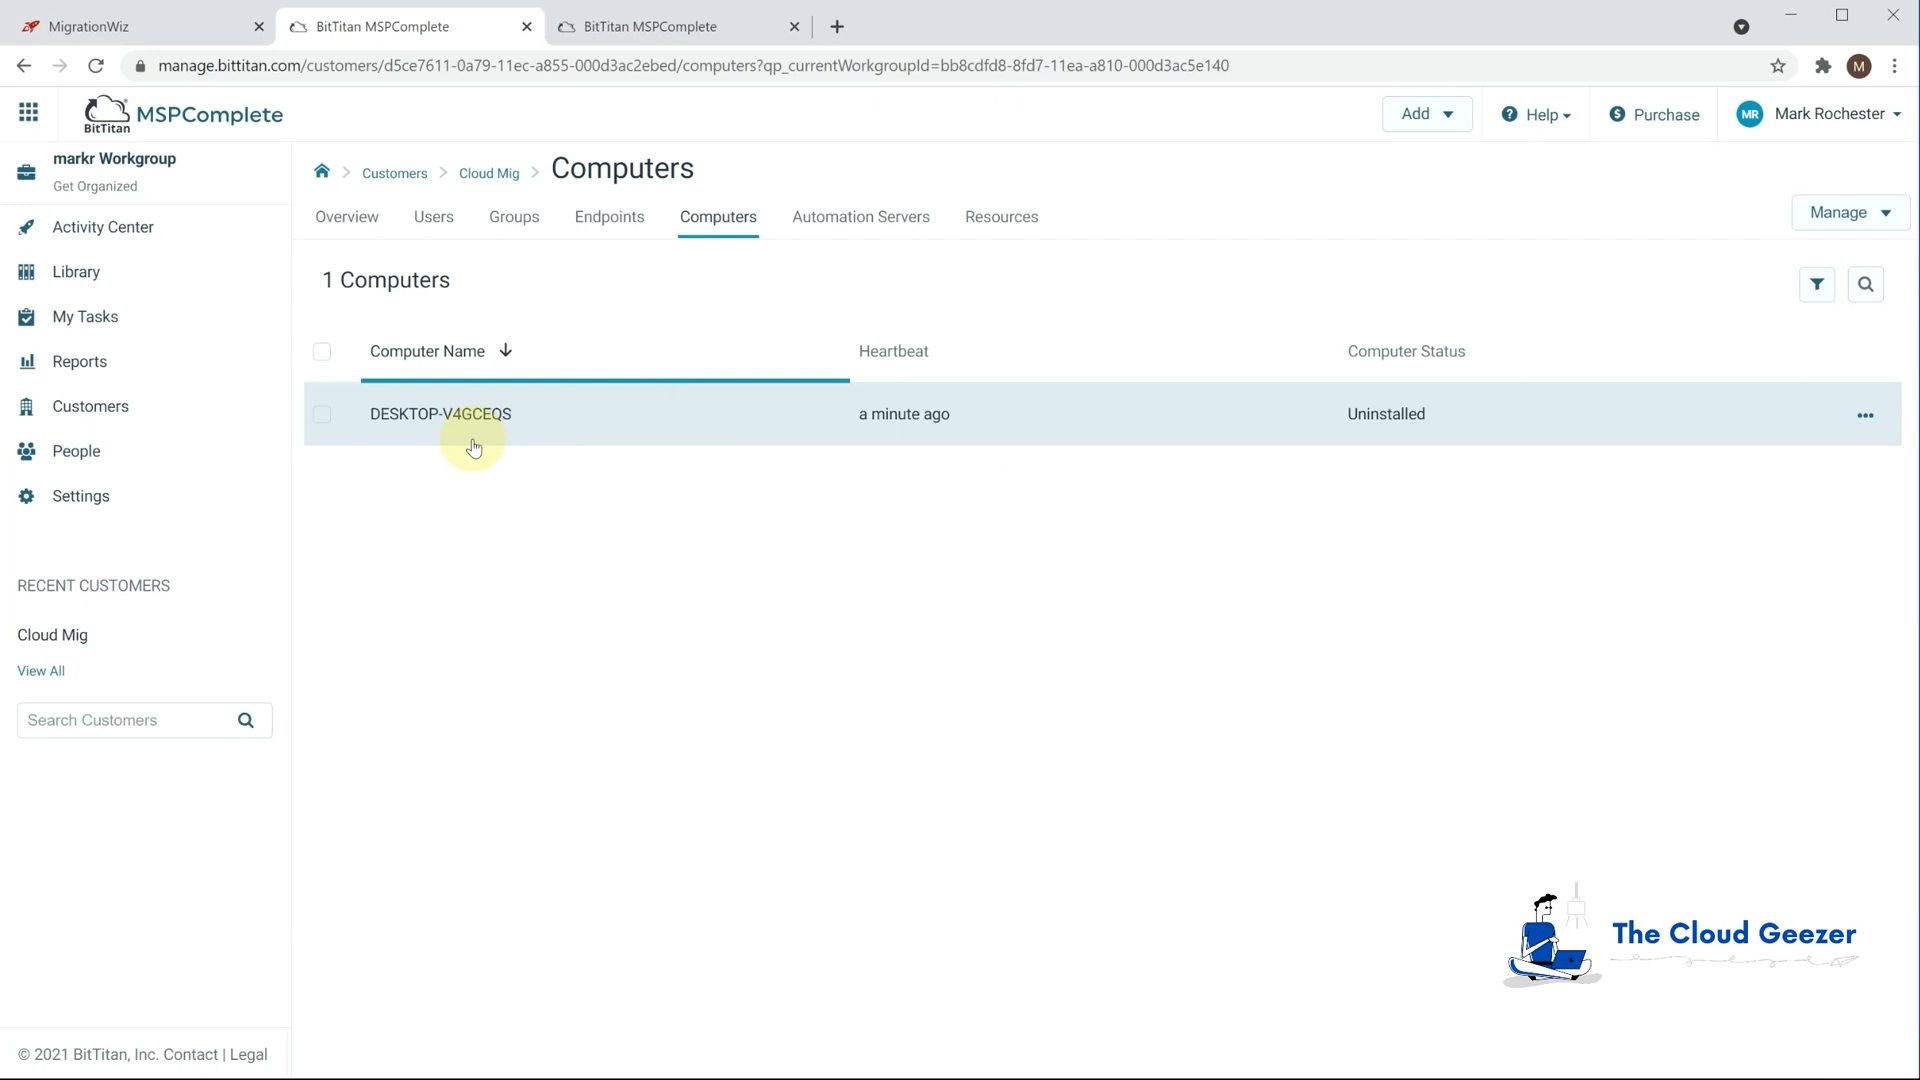 MigrationWiz
BitTitan MSPComplete
BitTitan MSPComplete
manage.bittitan.com/customers/d5ce7611-0a79-11ec-a855-000d3ac2ebed/computers?qp_currentWorkgroupId=bb8cdfd8-8fd7-11ea-a810-000d3ac5e140
M
BitTitan MSPComplete
Add
Help
Purchase
MR Mark Rochester
markr Workgroup
Get Organized
Activity Center
Library
My Tasks
Reports
Customers
People
Settings
RECENT CUSTOMERS
Cloud Mig
View All
Search Customers
© 2021 BitTitan, Inc. Contact | Legal
Customers > Cloud Mig > Computers
Overview Users Groups Endpoints Computers Automation Servers Resources
Manage
1 Computers
Computer Name Heartbeat Computer Status
DESKTOP-V4GCEQS a minute ago Uninstalled
The Cloud Geezer